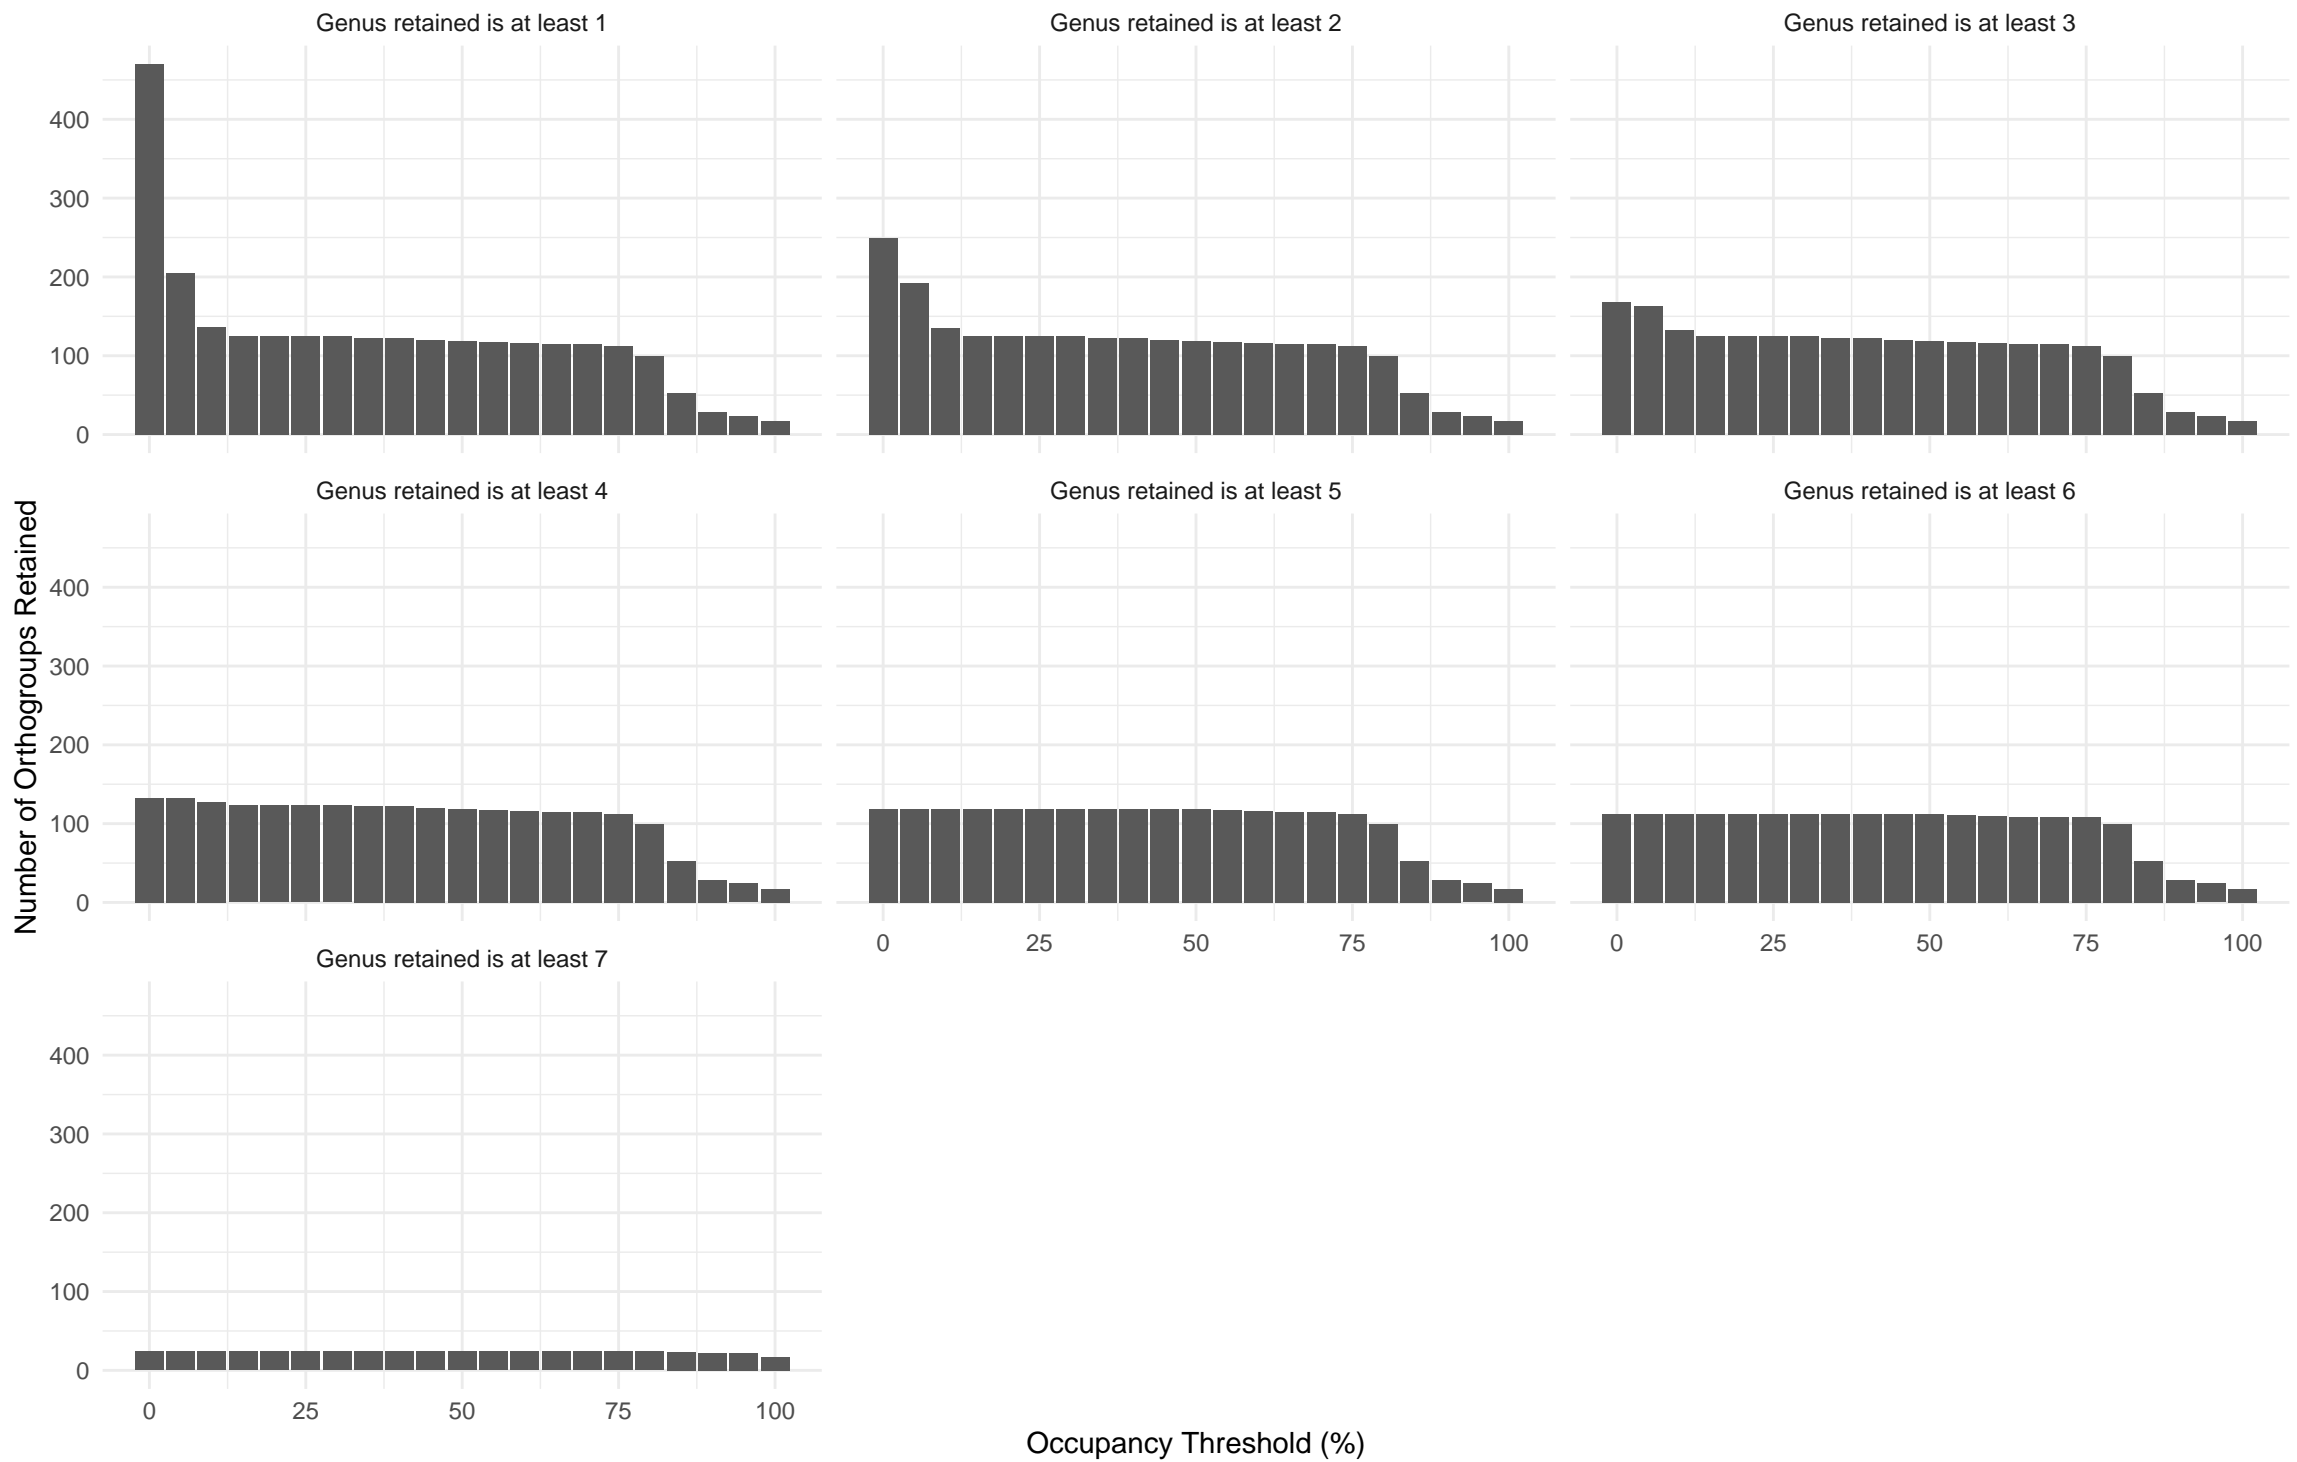 Genus retained is at least 1
Genus retained is at least 2
Genus retained is at least 3
400
300
200
100
0
Genus retained is at least 4
Genus retained is at least 5
Genus retained is at least 6
Number of Orthogroups Retained
400
300
200
100
0
0 25 50 75 100
0 25 50 75 100
Genus retained is at least 7
400
300
200
100
0
0 25 50 75 100
Occupancy Threshold (%)